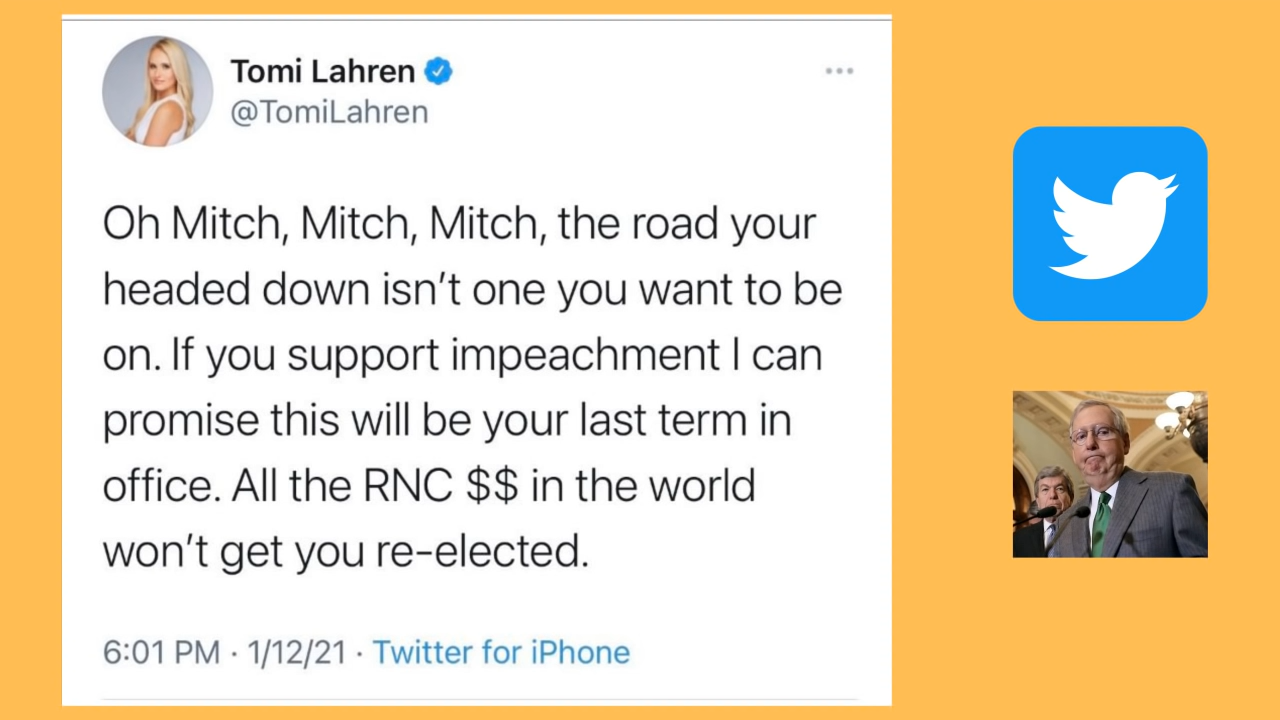 Tomi Lahren
@TomiLahren
Oh Mitch, Mitch, Mitch, the road your
headed down isn’t one you want to be
on. If you support impeachment I can
promise this will be your last term in
office. All the RNC $$ in the world
won’t get you re-elected.
6:01 PM · 1/12/21 · Twitter for iPhone